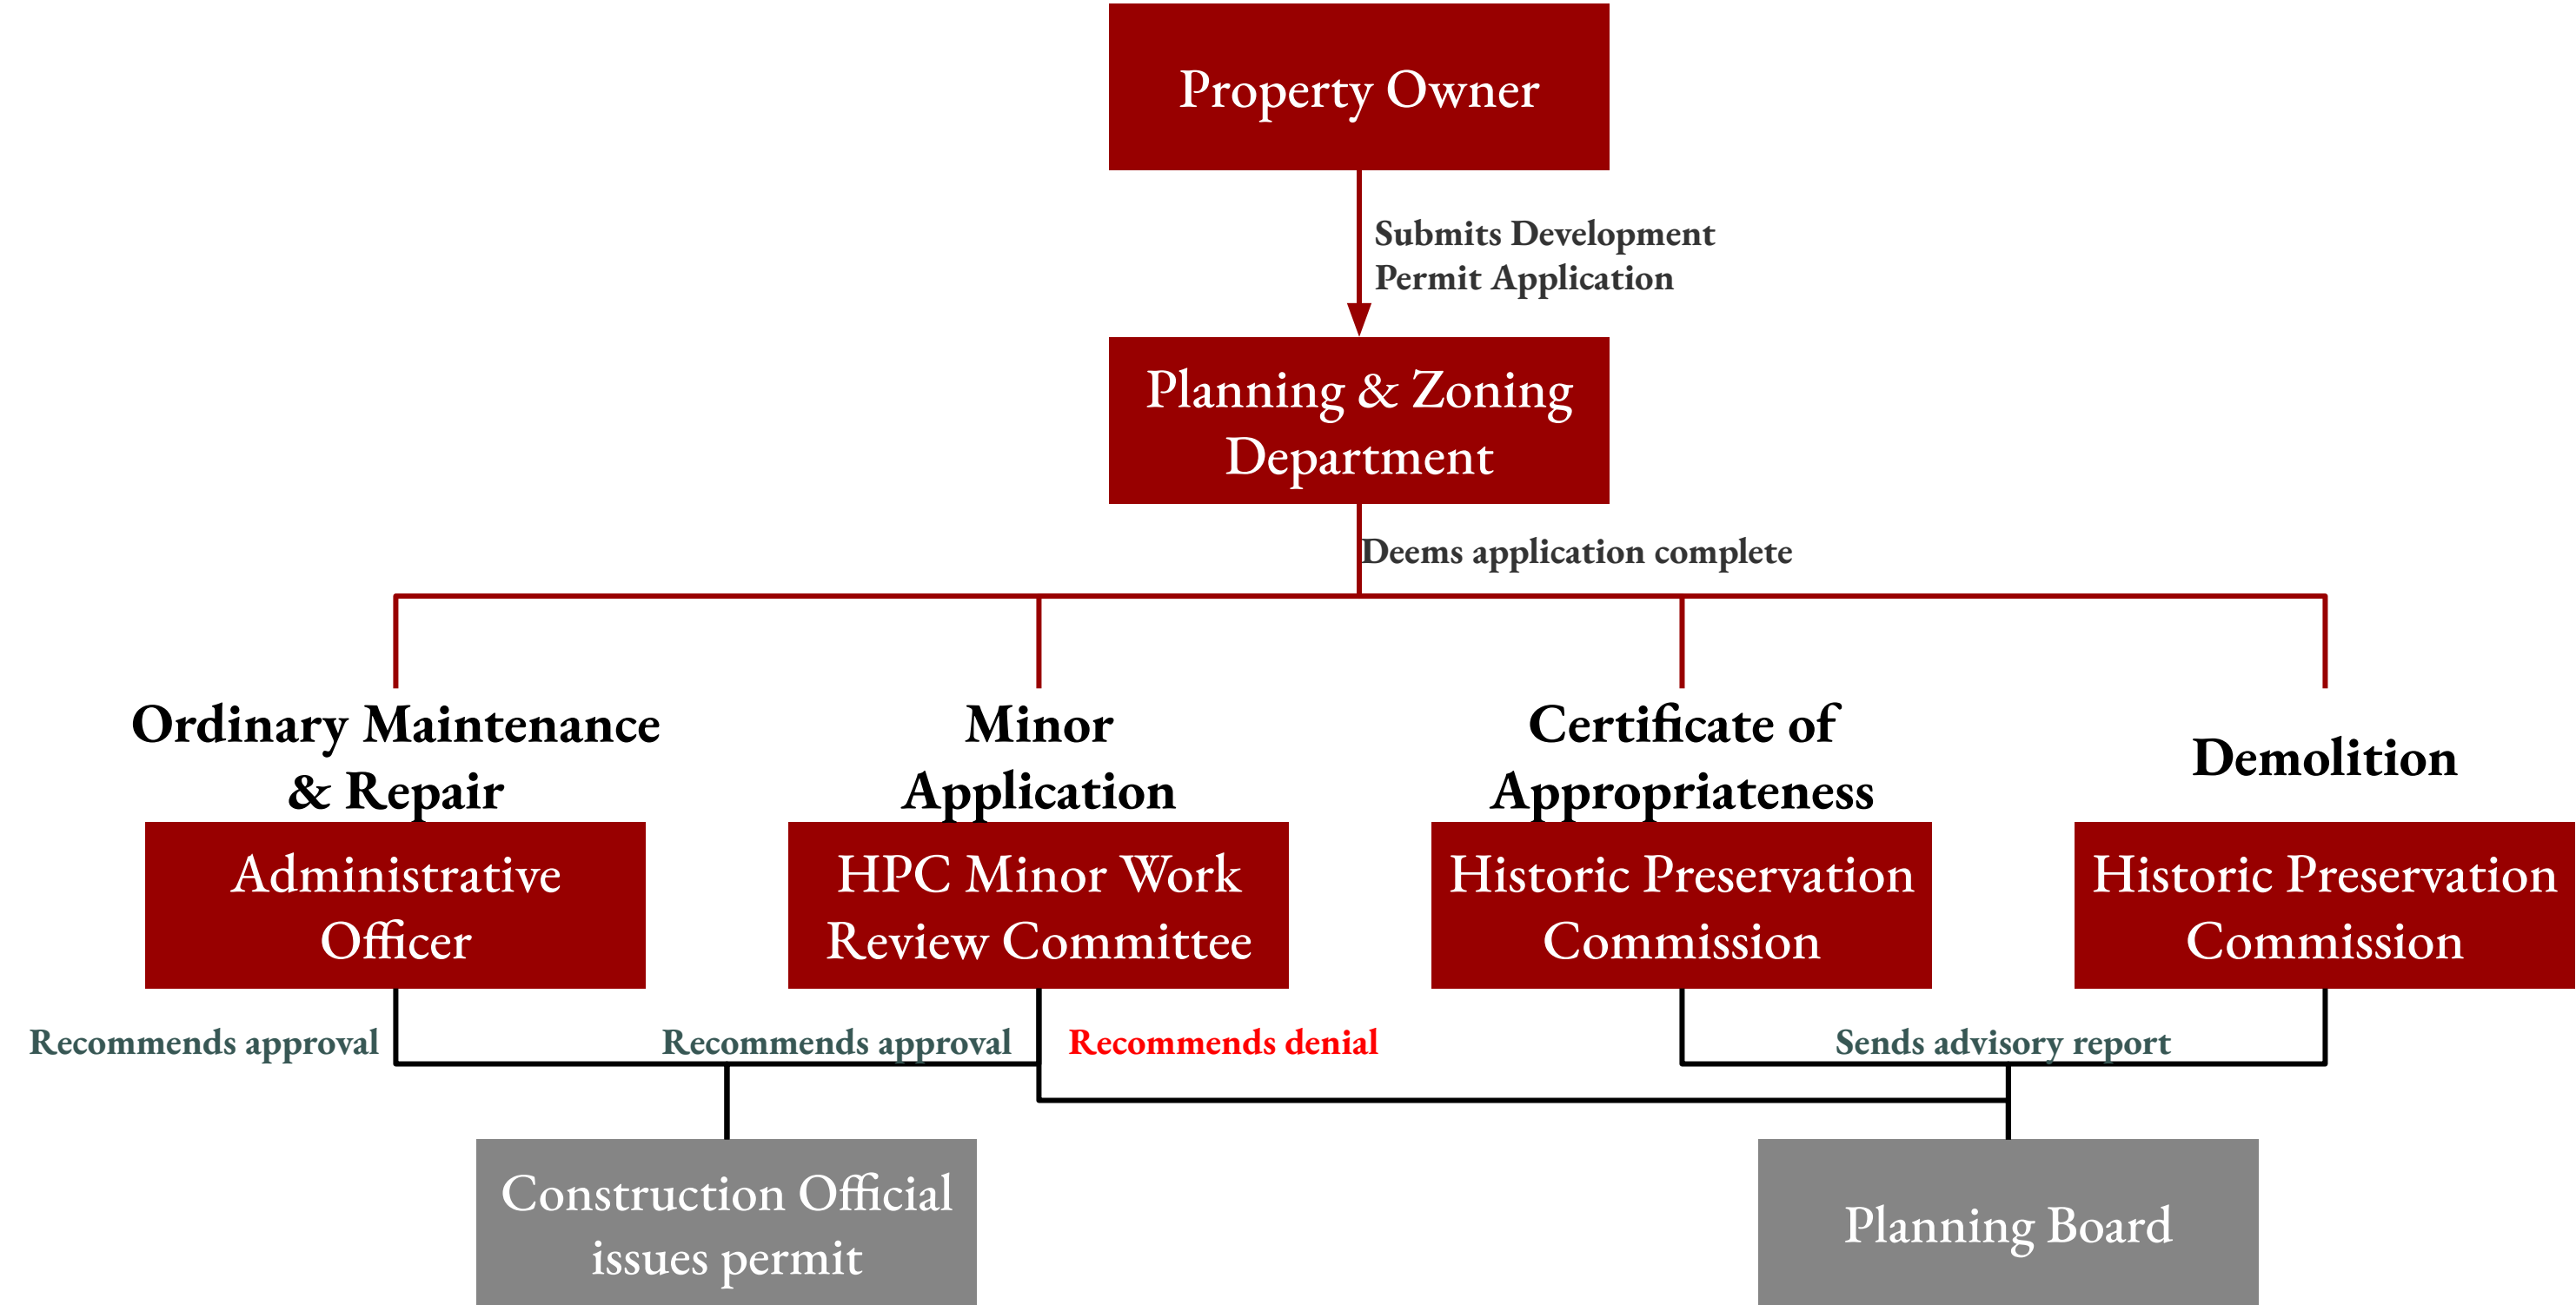 Property Owner
Submits Development
Permit Application
Planning & Zoning
Department
Deems application complete
Ordinary Maintenance
& Repair
Administrative
Officer
Minor
Application
HPC Minor Work
Review Committee
Certificate of
Appropriateness
Historic Preservation
Commission
Demolition
Historic Preservation
Commission
Recommends approval
Recommends approval
Recommends denial
Sends advisory report
Construction Official
issues permit
Planning Board